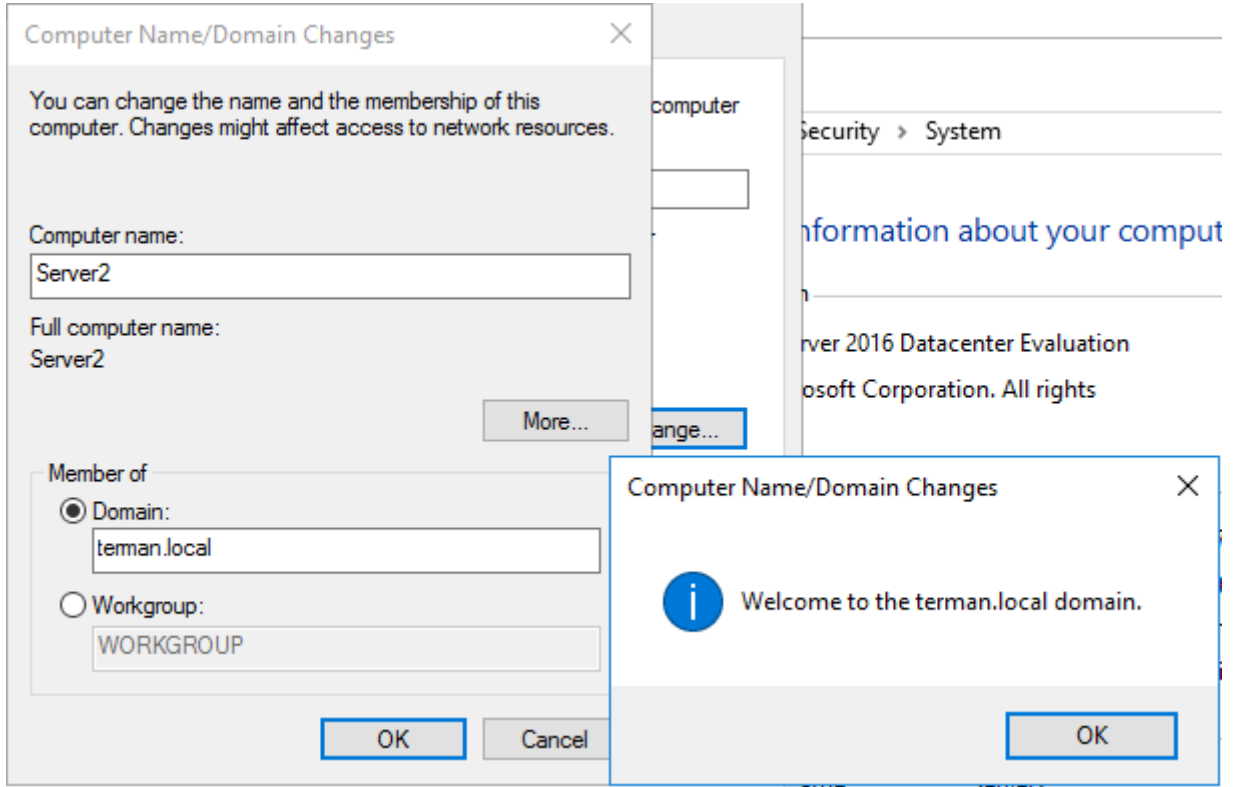 Computer Name/Domain Changes
You can change the name and the membership of this
computer. Changes might affect access to network resources.
Computer name:
Server2
Full computer name:
Server2
More...
Member of
Domain:
terman.local
Workgroup:
WORKGROUP
OK
Cancel
computer
ange...
Security > System
nformation about your comput
rver 2016 Datacenter Evaluation
osoft Corporation. All rights
Computer Name/Domain Changes
Welcome to the terman.local domain.
OK